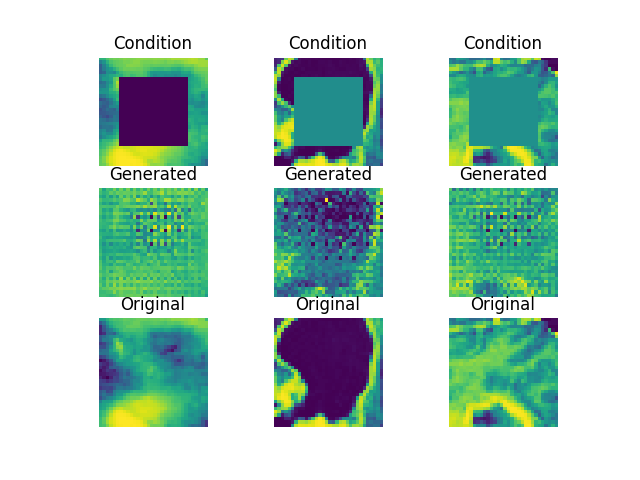 Condition Condition Condition
Generated Generated Generated
Original Original Original